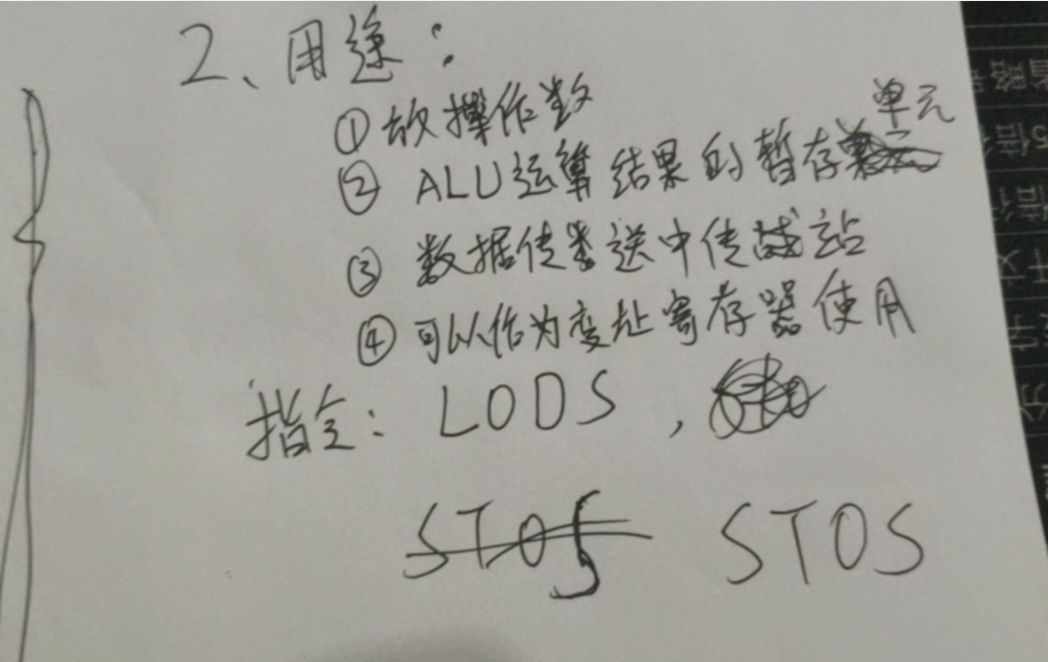 2、用途：
①放操作数
②ALU运算结果的暂存单元
③数据传送中传站
④可以作为变址寄存器使用
指令：LODS，
STOS STOS